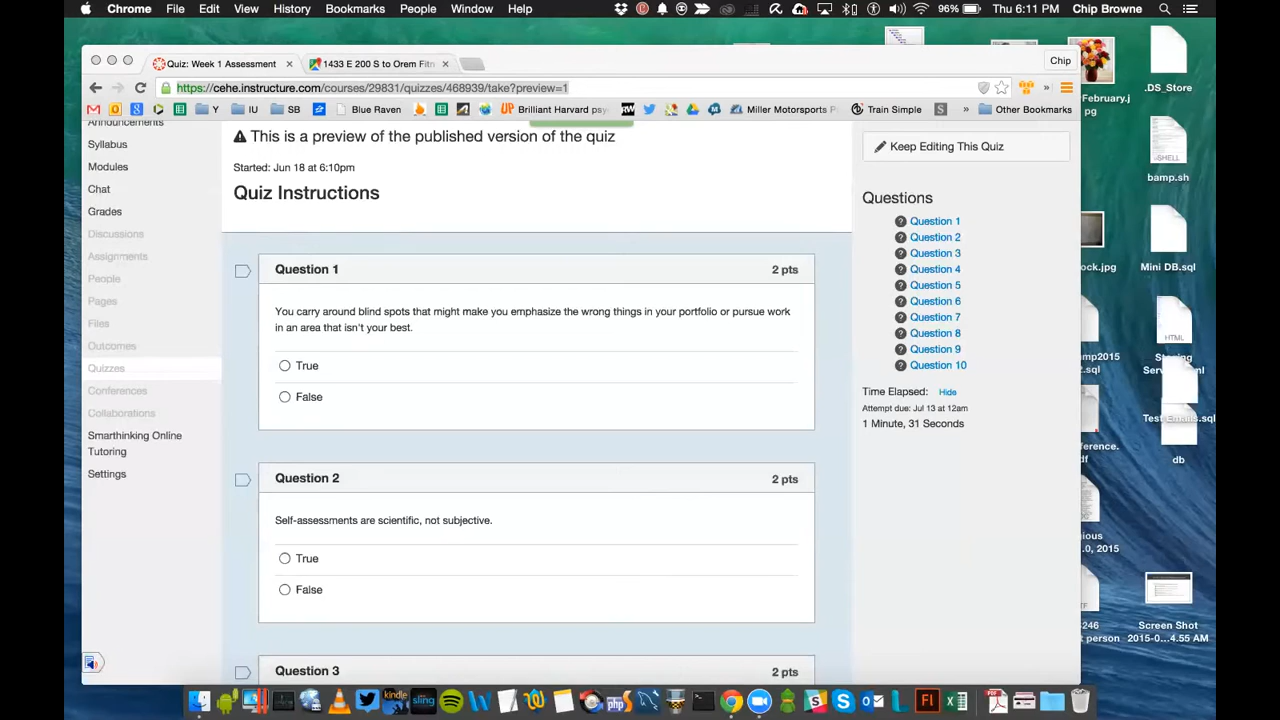 Chrome File Edit View History Bookmarks People Window Help
96% Thu 6:11 PM Chip Browne
Quiz: Week 1 Assessment
Chip
https://cehe.instructure.com/courses/29831/quizzes/468939/take?preview=1
Y
IU
SB
UP Brilliant Harvard
Miller Motorsports
Train Simple
» Other Bookmarks
Announcements
Syllabus
Modules
Chat
Grades
Discussions
Assignments
People
Pages
Files
Outcomes
Quizzes
Conferences
Collaborations
Smarthinking Online
Tutoring
Settings
This is a preview of the published version of the quiz
Started: Jun 18 at 6:10pm
Quiz Instructions
Question 1 2 pts
You carry around blind spots that might make you emphasize the wrong things in your portfolio or pursue work
in an area that isn't your best.
True
False
Question 2 2 pts
Self-assessments are scientific, not subjective.
True
False
Question 3 2 pts
Keep Editing This Quiz
Questions
Question 1
Question 2
Question 3
Question 4
Question 5
Question 6
Question 7
Question 8
Question 9
Question 10
Time Elapsed: Hide
Attempt due: Jul 13 at 12am
1 Minute, 31 Seconds
.DS_Store
bamp.sh
Mini DB.sql
HTML
Test Emails.sql
db
Screen Shot
2015-0...4.55 AM